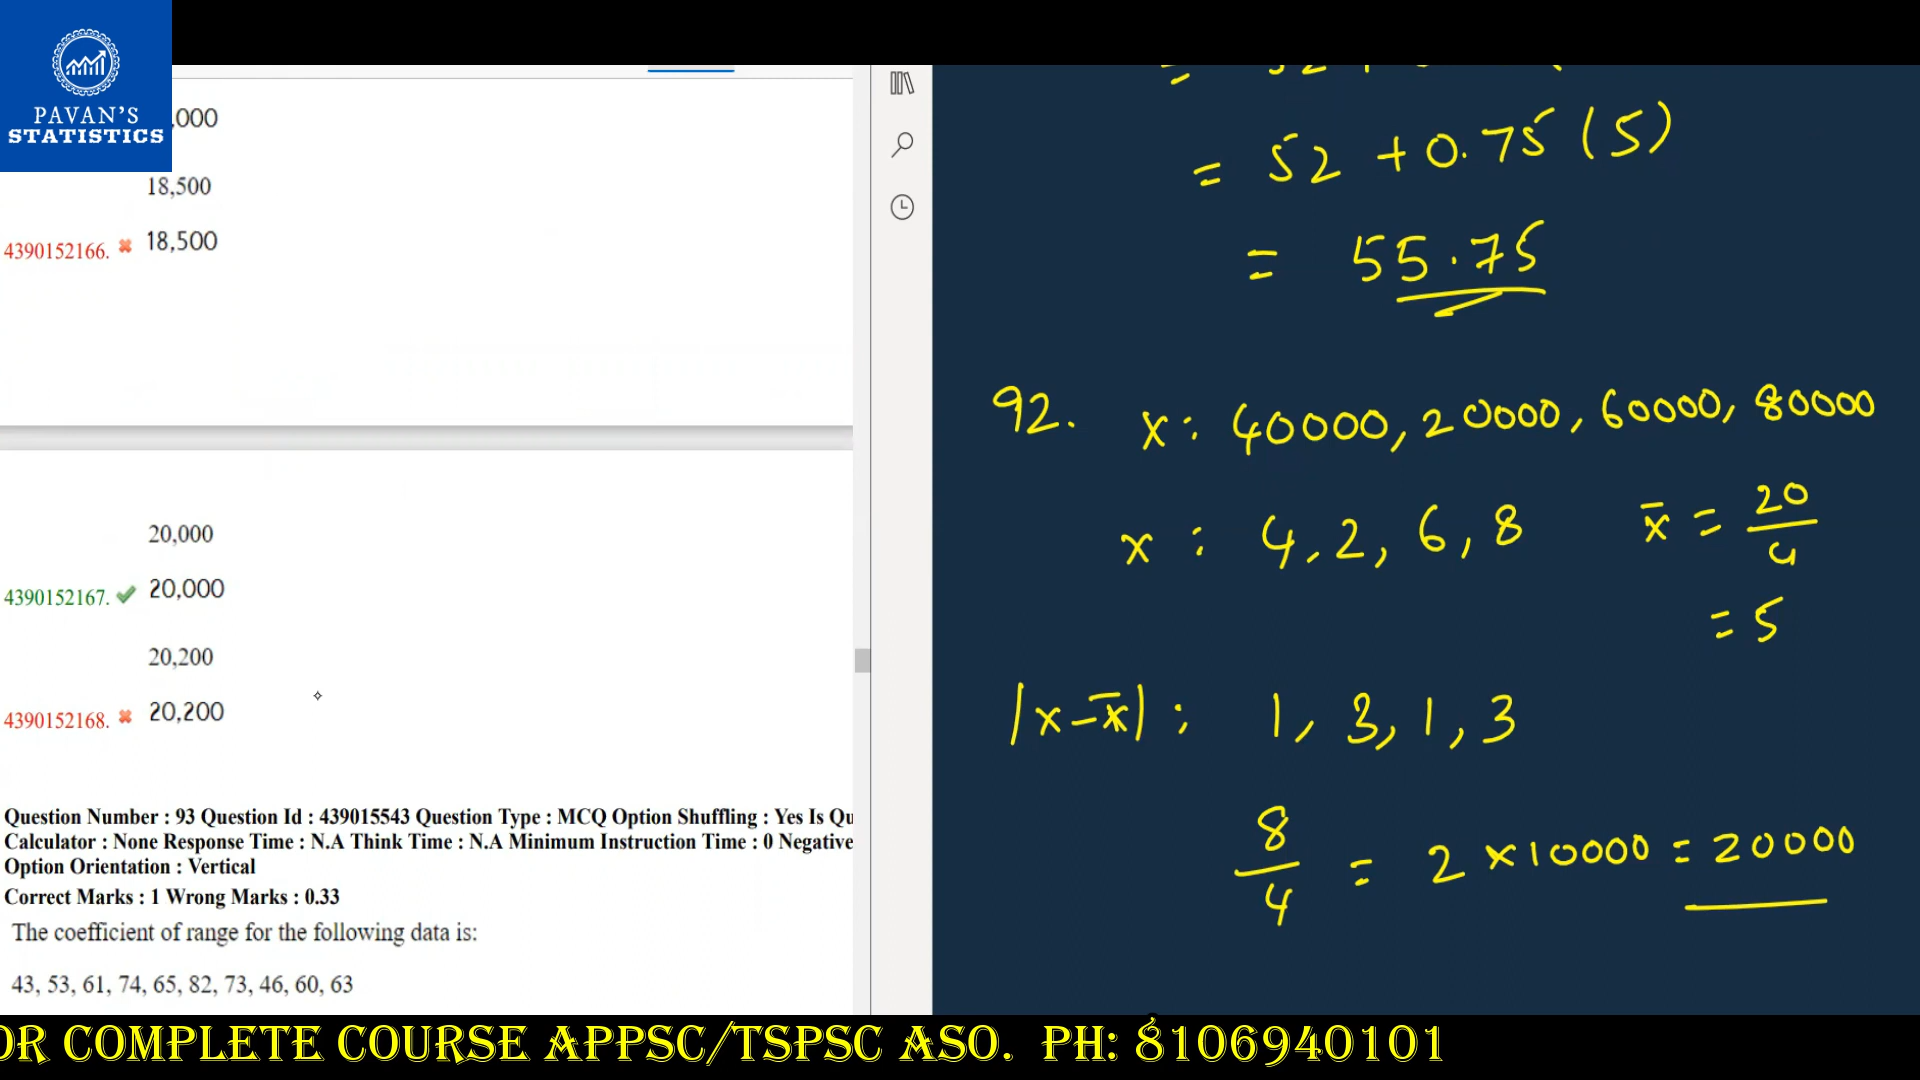 PAVAN'S
STATISTICS
,000
18,500
4390152166. 18,500
20,000
4390152167. 20,000
20,200
4390152168. 20,200
Question Number : 93 Question Id : 439015543 Question Type : MCQ Option Shuffling : Yes Is Qu
Calculator : None Response Time : N.A Think Time : N.A Minimum Instruction Time : 0 Negative
Option Orientation : Vertical
Correct Marks : 1 Wrong Marks : 0.33
The coefficient of range for the following data is:
43, 53, 61, 74, 65, 82, 73, 46, 60, 63
= 52 + 0.75 (5)
= 55.75
92. x : 40000, 20000, 60000, 80000
x : 4, 2, 6, 8
x̄ = 20/4
= 5
|x-x̄| : 1, 3, 1, 3
8/4 = 2 ×10000 = 20000
OR COMPLETE COURSE APPSC/TSPSC ASO. PH: 8106940101